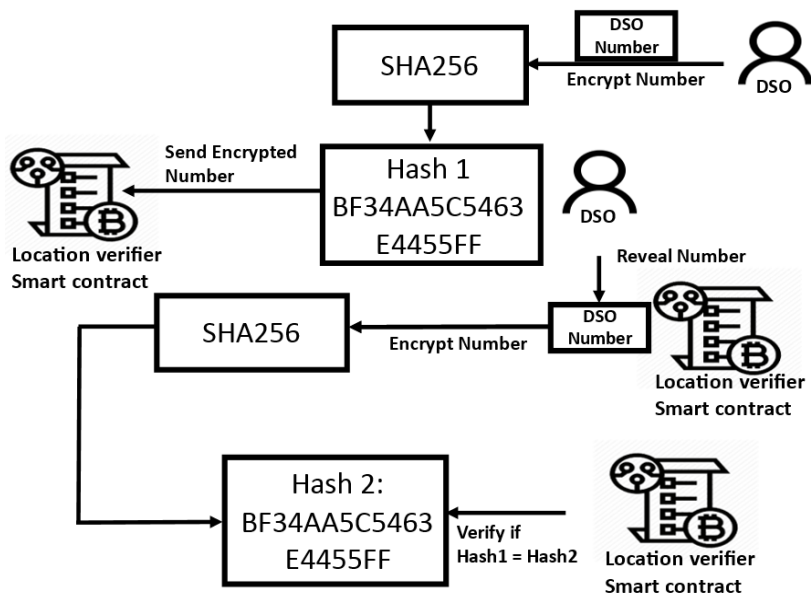 DSO
Number
SHA256
Encrypt Number
DSO
Send Encrypted
Number
Hash 1
BF34AA5C5463
E4455FF
DSO
Location verifier
Smart contract
Reveal Number
SHA256
Encrypt Number
DSO
Number
Location verifier
Smart contract
Hash 2:
BF34AA5C5463
E4455FF
Verify if
Hash1 = Hash2
Location verifier
Smart contract